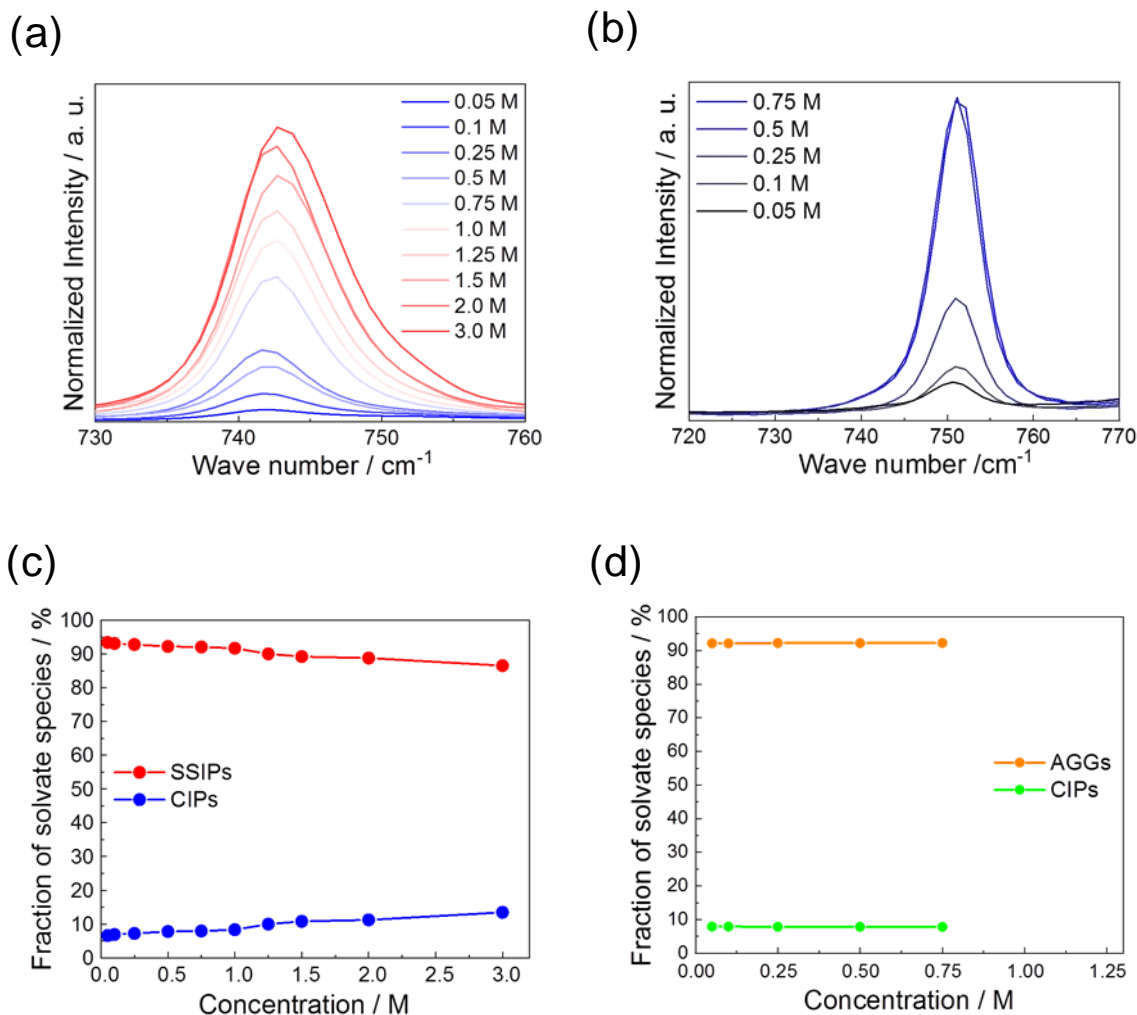 (a)
Normalized Intensity / a. u.
0.05 M
0.1 M
0.25 M
0.5 M
0.75 M
1.0 M
1.25 M
1.5 M
2.0 M
3.0 M
730 740 750 760
Wave number / cm⁻¹
(b)
Normalized Intensity / a. u.
0.75 M
0.5 M
0.25 M
0.1 M
0.05 M
720 730 740 750 760 770
Wave number /cm⁻¹
(c)
Fraction of solvate species / %
100
90
80
70
60
50
40
30
20
10
0
SSIPs
CIPs
0.0 0.5 1.0 1.5 2.0 2.5 3.0
Concentration / M
(d)
Fraction of solvate species / %
100
90
80
70
60
50
40
30
20
10
0
AGGs
CIPs
0.00 0.25 0.50 0.75 1.00 1.25
Concentration / M